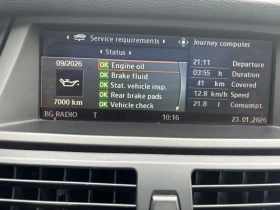 Service requirements
Status
Journey computer
09/2026
7000 km
OK Engine oil
OK Brake fluid
OK Stat. vehicle insp.
OK Rear brake pads
OK Vehicle check
21:11 Departure
03:55 h Duration
41 km Covered
12.8 km/h Speed
21.8 l Consumpt.
BG RADIO T 10:16 23.01.2026